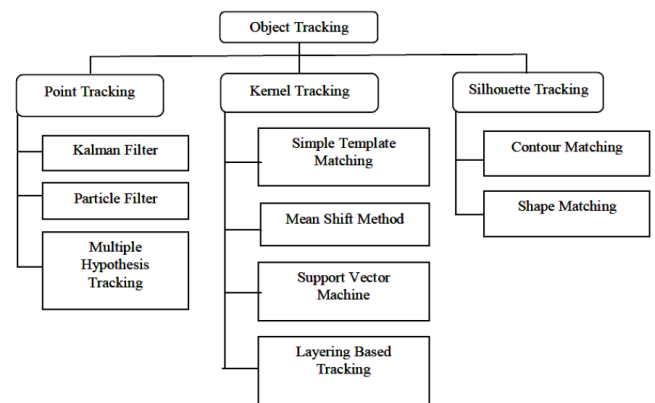 Object Tracking
Point Tracking
Kernel Tracking
Silhouette Tracking
Kalman Filter
Particle Filter
Multiple
Hypothesis
Tracking
Simple Template
Matching
Mean Shift Method
Support Vector
Machine
Layering Based
Tracking
Contour Matching
Shape Matching